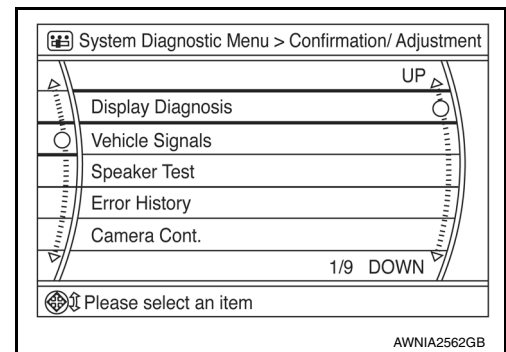 System Diagnostic Menu > Confirmation/ Adjustment
UP
Display Diagnosis
Vehicle Signals
Speaker Test
Error History
Camera Cont.
1/9 DOWN
Please select an item
AWNIA2562GB